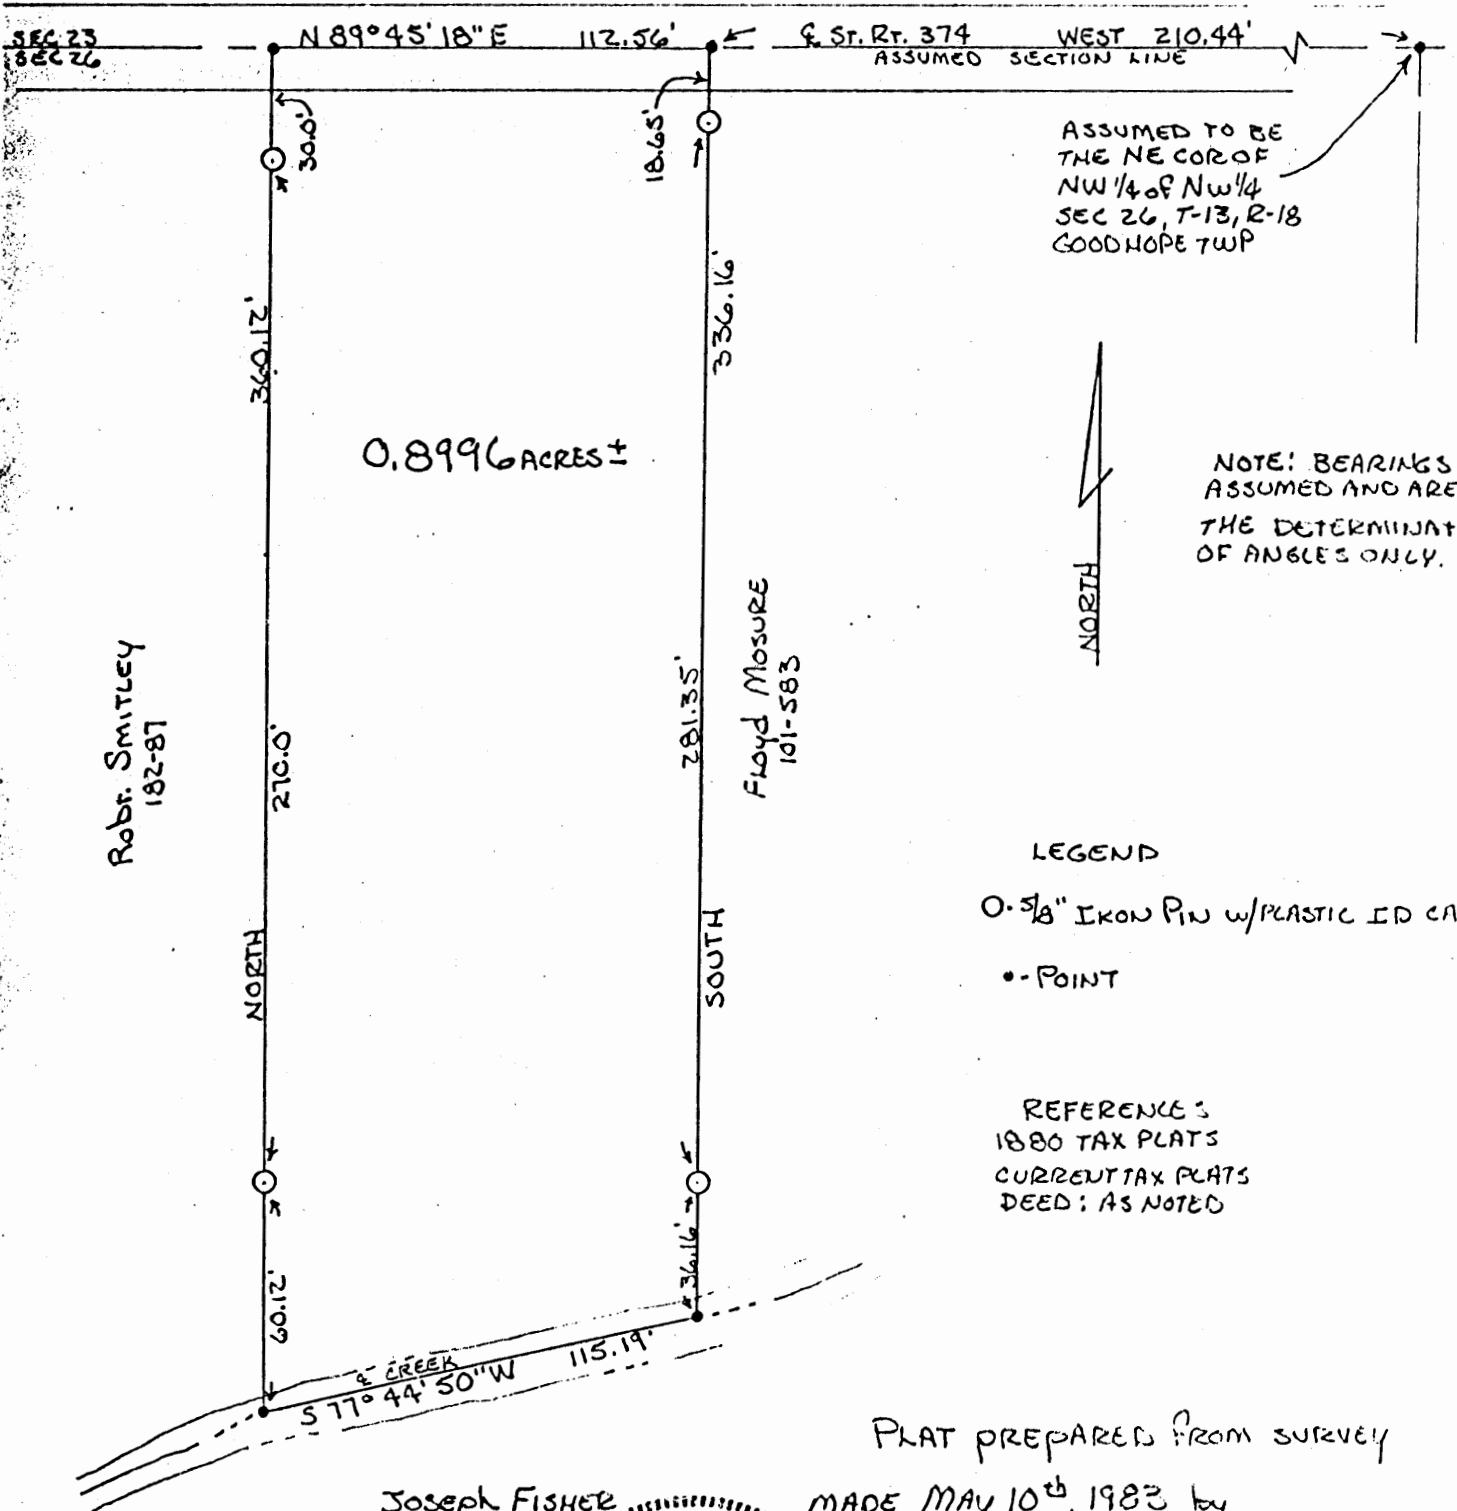 SEC 23
SEC 26
N 89° 45' 18" E 112.56'
℄ ST. RT. 374 WEST 210.44'
ASSUMED SECTION LINE
30.0'
18.65'
ASSUMED TO BE
THE NE COR OF
NW 1/4 of NW 1/4
SEC 26, T-13, R-18
GOODHOPE TWP
360.12'
336.16'
0.8996 ACRES ±
NOTE: BEARINGS
ASSUMED AND ARE
THE DETERMINAT
OF ANGLES ONLY.
NORTH
Robt. SMITLEY
182-87
270.0'
281.35'
Floyd MOSURE
101-583
LEGEND
O - 5/8" IRON PIN W/PLASTIC ID CA
• - POINT
NORTH
SOUTH
REFERENCES
1880 TAX PLATS
CURRENT TAX PLATS
DEED: AS NOTED
60.12'
36.16'
℄ CREEK
S 77° 44' 50" W 115.19'
PLAT PREPARED FROM SURVEY
MADE MAY 10th, 1983 by
JOSEPH FISHER